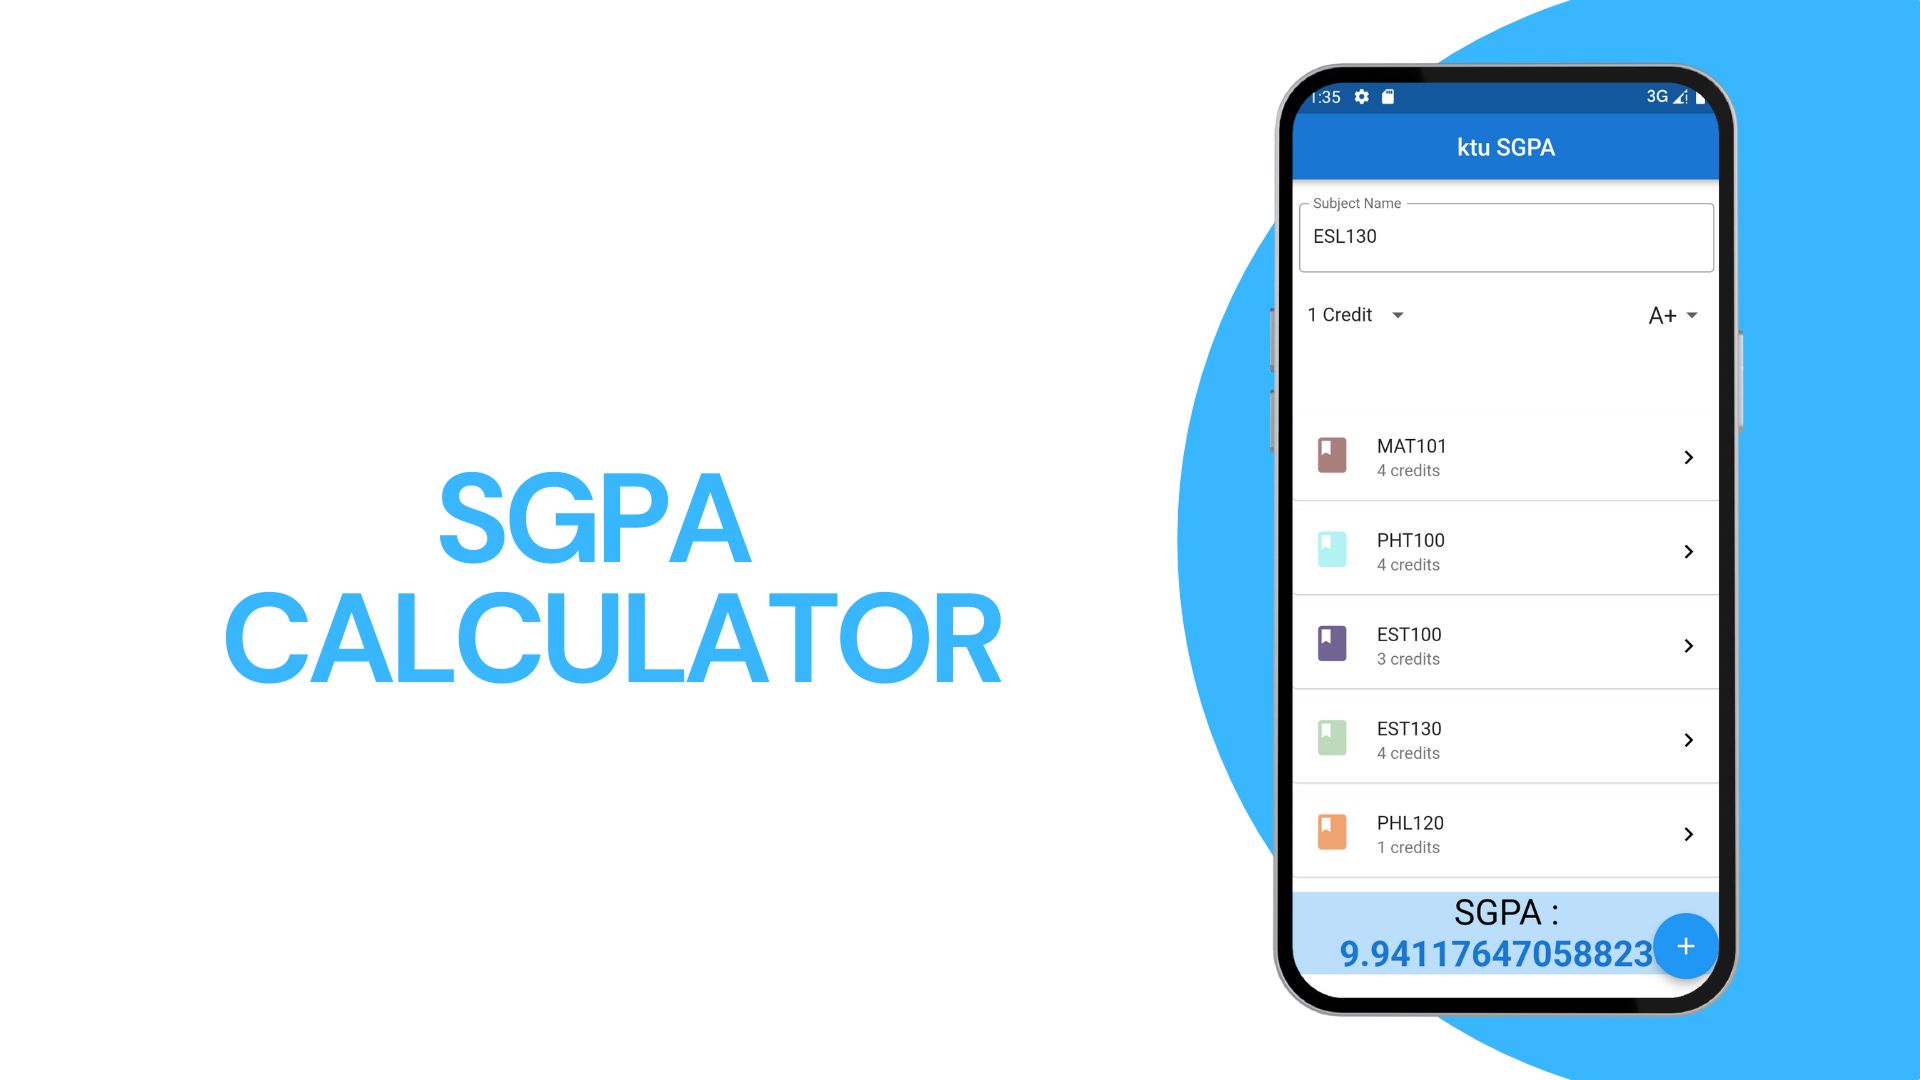 SGPA
CALCULATOR
1:35
3G
ktu SGPA
Subject Name
ESL130
1 Credit
A+
MAT101
4 credits
PHT100
4 credits
EST100
3 credits
EST130
4 credits
PHL120
1 credits
SGPA :
9.94117647058823
+